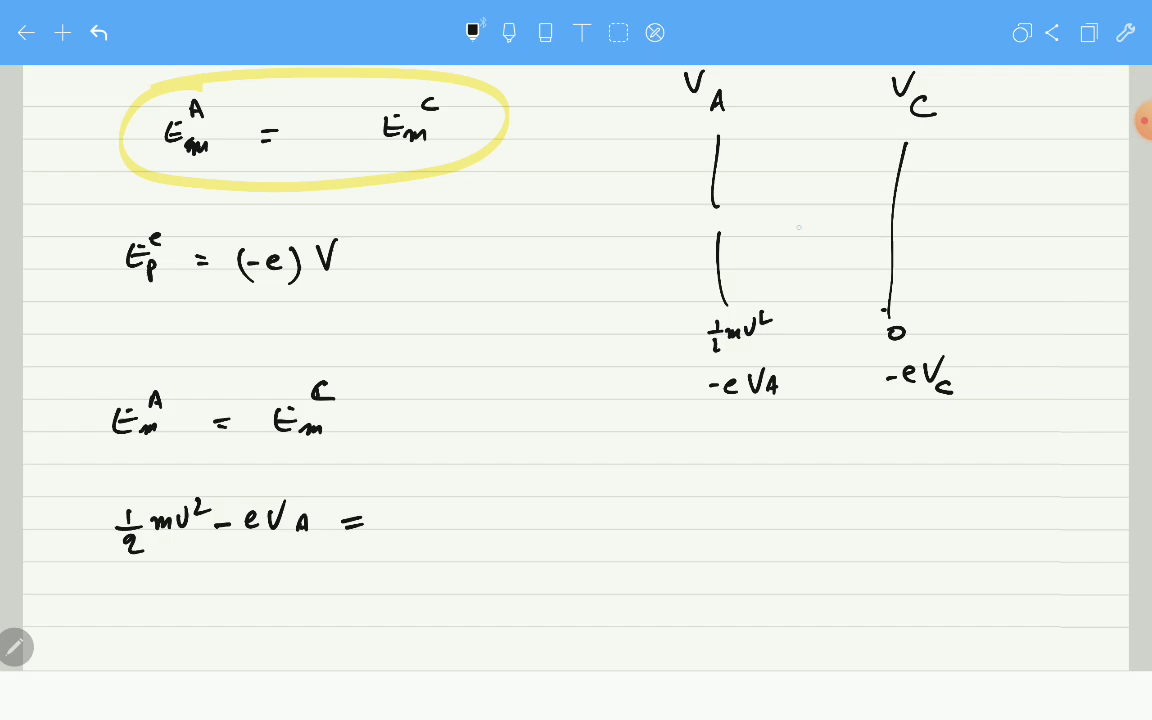 E_m^A = E_m^C
V_A V_C
E_p^e = (-e) V
½mv² 0
-eV_A -eV_C
E_m^A = E_m^C
½mv² - eV_A =